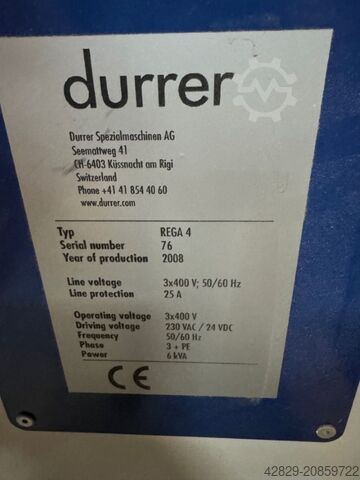 durrer
Durrer Spezialmaschinen AG
Seemattweg 41
CH-6403 Küssnacht am Rigi
Switzerland
Phone +41 41 854 40 60
www.durrer.com
Typ REGA 4
Serial number 76
Year of production 2008
Line voltage 3x400 V; 50/60 Hz
Line protection 25 A
Operating voltage 3x400 V
Driving voltage 230 VAC / 24 VDC
Frequency 50/60 Hz
Phase 3 + PE
Power 6 kVA
CE
42829-20859722